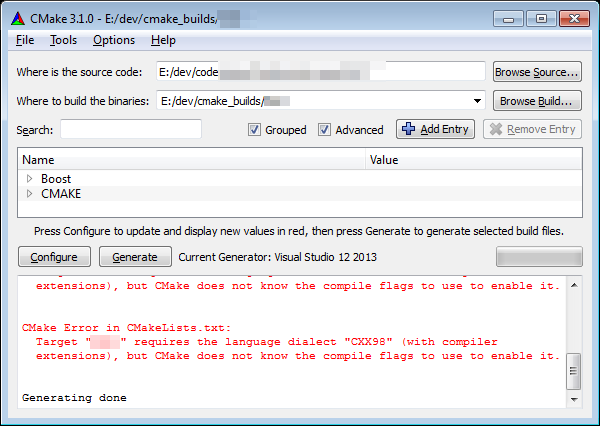 CMake 3.1.0 - E:/dev/cmake_builds/
File Tools Options Help
Where is the source code: E:/dev/code Browse Source...
Where to build the binaries: E:/dev/cmake_builds/ Browse Build...
Search: Grouped Advanced Add Entry Remove Entry
Name Value
Boost
CMAKE
Press Configure to update and display new values in red, then press Generate to generate selected build files.
Configure Generate Current Generator: Visual Studio 12 2013
extensions), but CMake does not know the compile flags to use to enable it.
CMake Error in CMakeLists.txt:
Target "" requires the language dialect "CXX98" (with compiler
extensions), but CMake does not know the compile flags to use to enable it.
Generating done